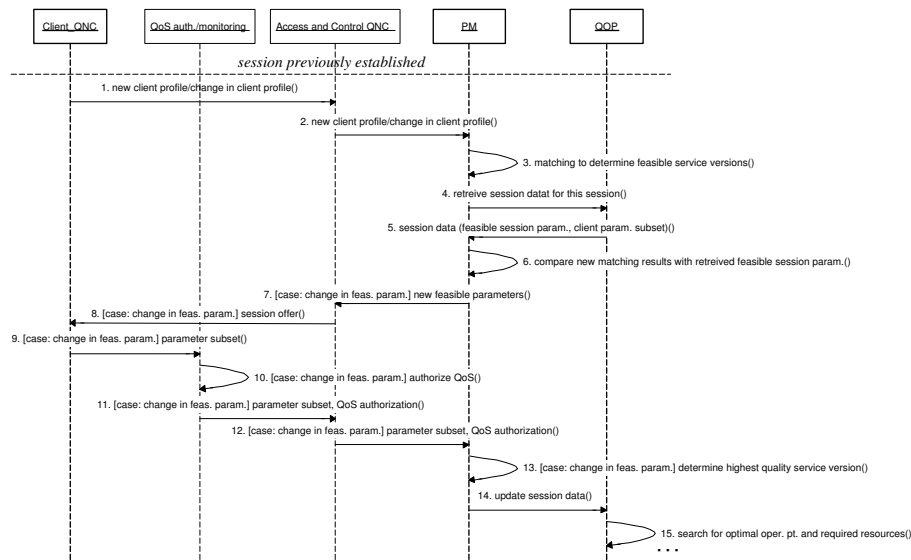 Client_QNC
QoS auth./monitoring
Access and Control QNC
PM
QOP
session previously established
1. new client profile/change in client profile()
2. new client profile/change in client profile()
3. matching to determine feasible service versions()
4. retreive session datat for this session()
5. session data (feasible session param., client param. subset)()
6. compare new matching results with retreived feasible session param.()
7. [case: change in feas. param.] new feasible parameters()
8. [case: change in feas. param.] session offer()
9. [case: change in feas. param.] parameter subset()
10. [case: change in feas. param.] authorize QoS()
11. [case: change in feas. param.] parameter subset, QoS authorization()
12. [case: change in feas. param.] parameter subset, QoS authorization()
13. [case: change in feas. param.] determine highest quality service version()
14. update session data()
15. search for optimal oper. pt. and required resources()
...